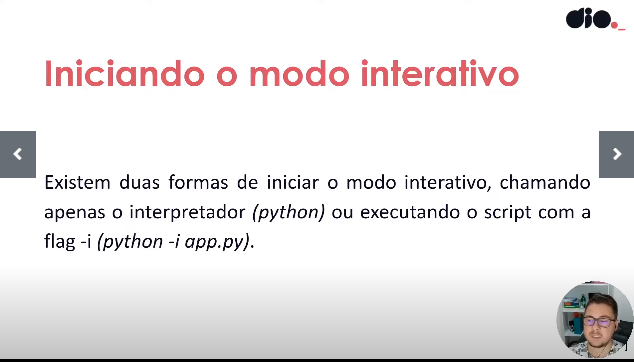 dio._
Iniciando o modo interativo
Existem duas formas de iniciar o modo interativo, chamando
apenas o interpretador (python) ou executando o script com a
flag -i (python -i app.py).